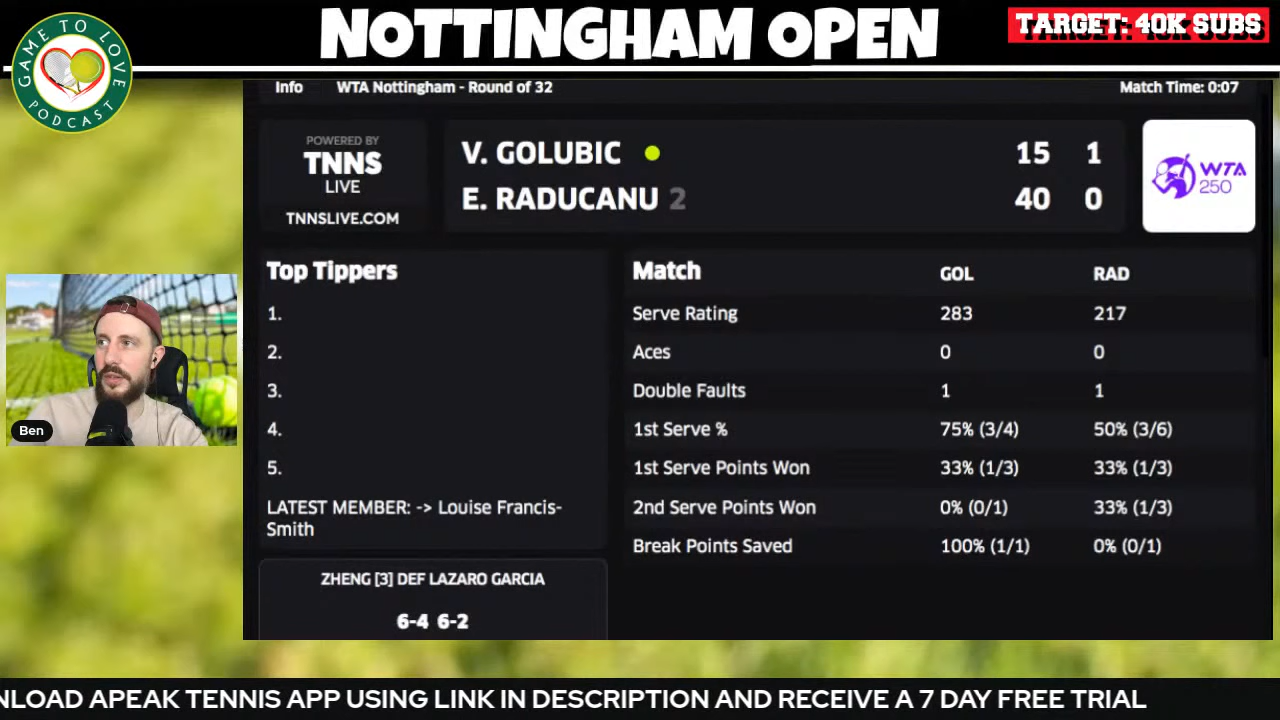 NOTTINGHAM OPEN
TARGET: 40K SUBS
GAME TO LOVE
PODCAST
Info WTA Nottingham - Round of 32 Match Time: 0:07
POWERED BY
TNNS
LIVE
TNNSLIVE.COM
V. GOLUBIC 15 1
E. RADUCANU 2 40 0
WTA
250
Top Tippers
1.
2.
3.
4.
5.
LATEST MEMBER: -> Louise Francis-
Smith
ZHENG [3] DEF LAZARO GARCIA
6-4 6-2
Match GOL RAD
Serve Rating 283 217
Aces 0 0
Double Faults 1 1
1st Serve % 75% (3/4) 50% (3/6)
1st Serve Points Won 33% (1/3) 33% (1/3)
2nd Serve Points Won 0% (0/1) 33% (1/3)
Break Points Saved 100% (1/1) 0% (0/1)
Ben
NLOAD APEAK TENNIS APP USING LINK IN DESCRIPTION AND RECEIVE A 7 DAY FREE TRIAL